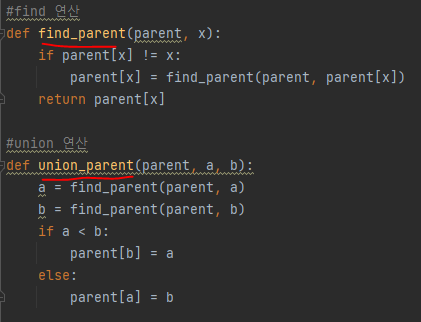 #find 연산
def find_parent(parent, x):
    if parent[x] != x:
        parent[x] = find_parent(parent, parent[x])
    return parent[x]

#union 연산
def union_parent(parent, a, b):
    a = find_parent(parent, a)
    b = find_parent(parent, b)
    if a < b:
        parent[b] = a
    else:
        parent[a] = b